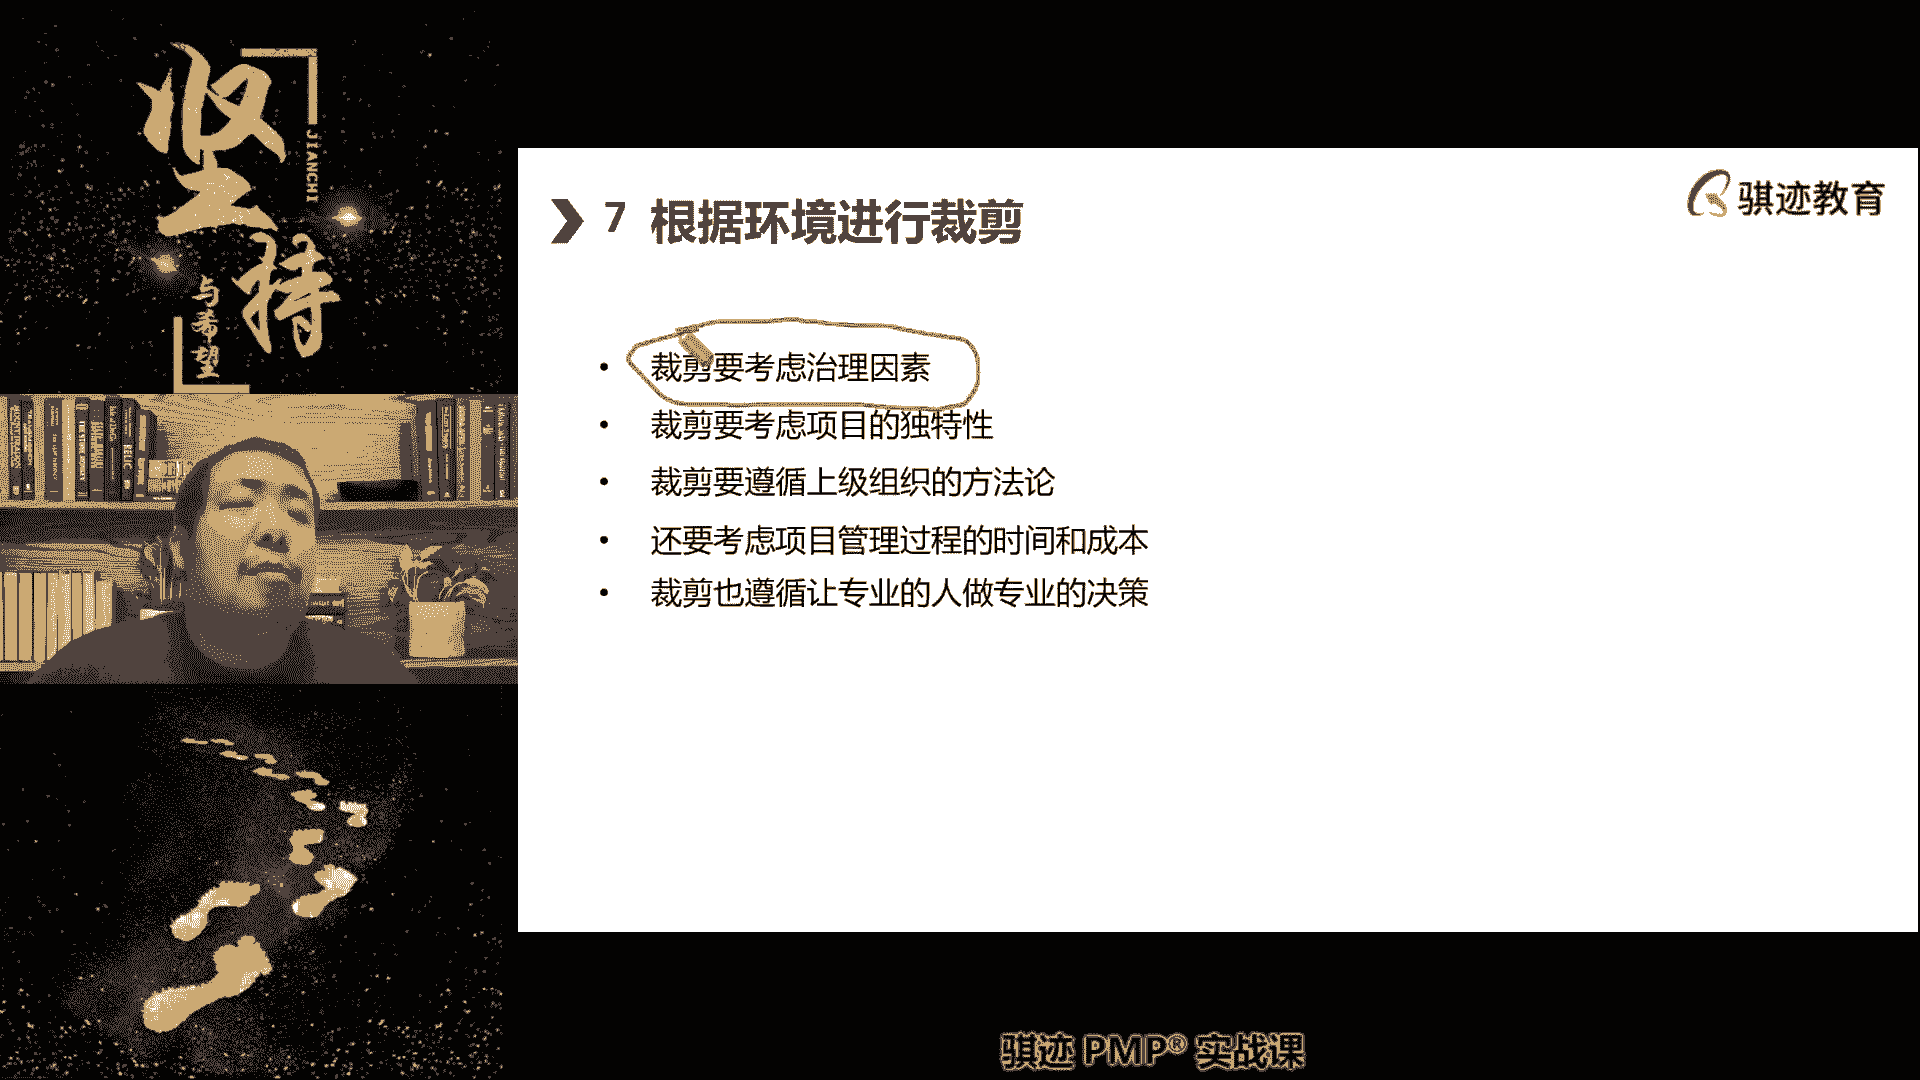 坚持
JIANCHI
与希望
骐迹教育
7 根据环境进行裁剪
• 裁剪要考虑治理因素
• 裁剪要考虑项目的独特性
• 裁剪要遵循上级组织的方法论
• 还要考虑项目管理过程的时间和成本
• 裁剪也遵循让专业的人做专业的决策
RELIC
骐迹 PMP® 实战课